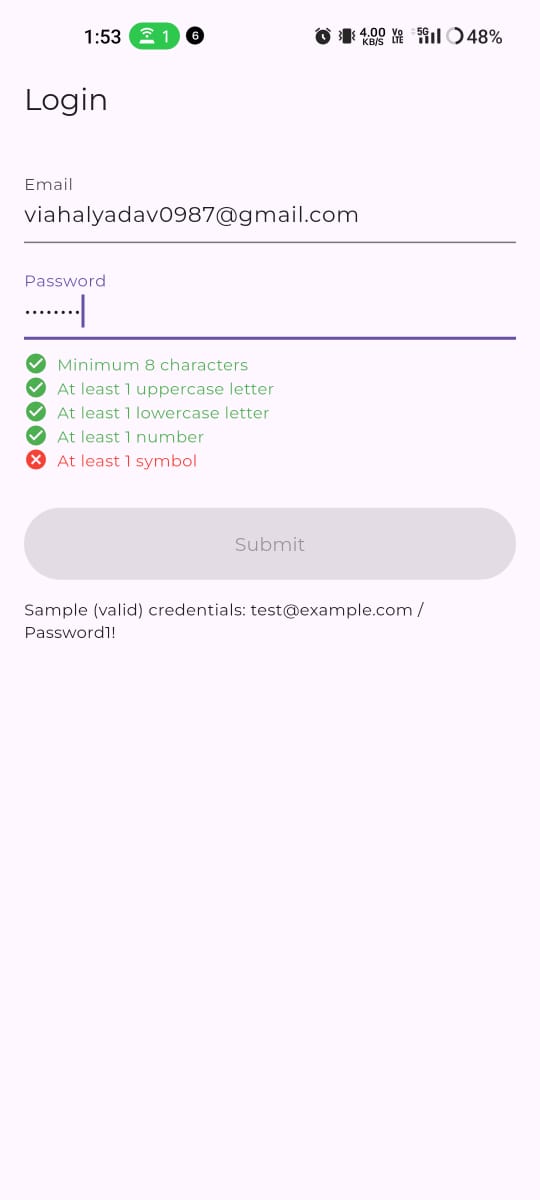 1:53 1 6 4.00 KB/S Vo LTE 5G 48%
Login
Email
viahalyadav0987@gmail.com
Password
••••••••
Minimum 8 characters
At least 1 uppercase letter
At least 1 lowercase letter
At least 1 number
At least 1 symbol
Submit
Sample (valid) credentials: test@example.com /
Password1!